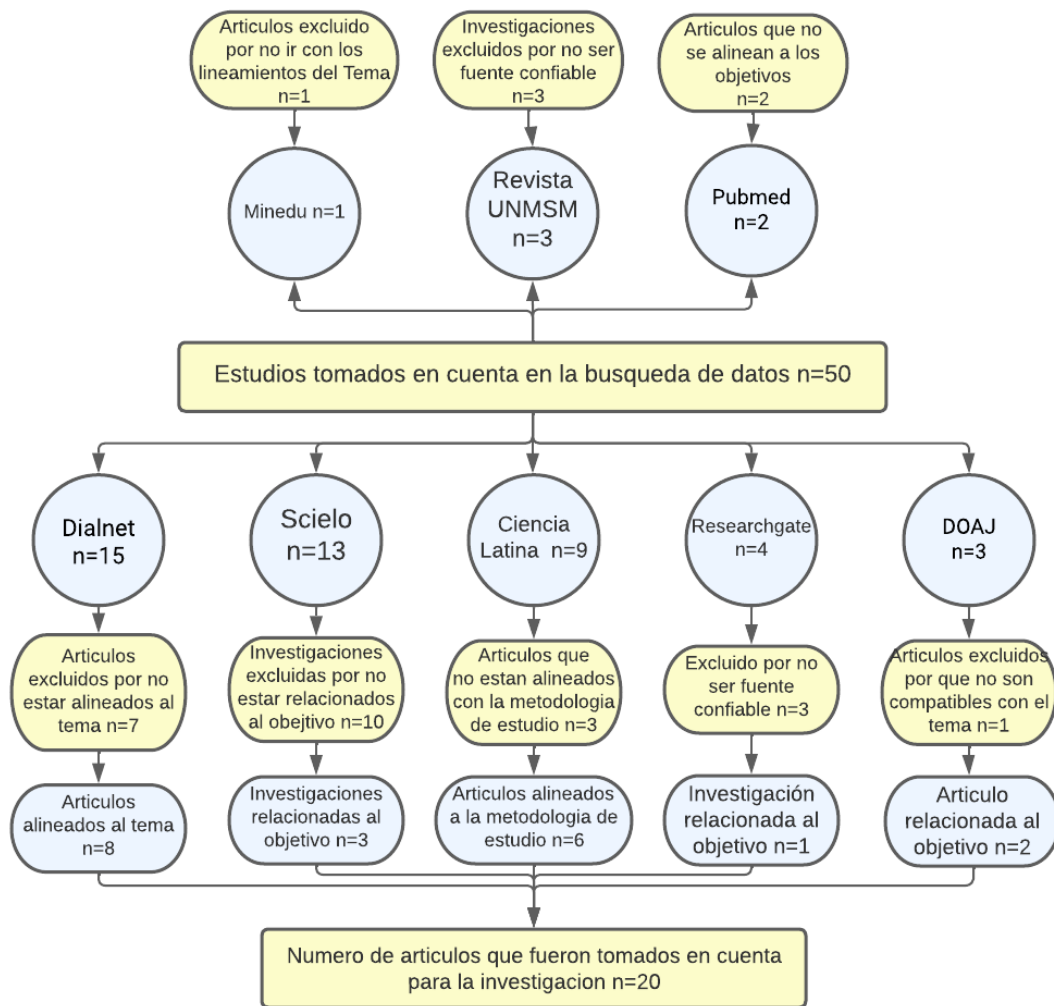 Articulos excluido
por no ir con los
lineamientos del Tema
n=1
Investigaciones
excluidos por no ser
fuente confiable
n=3
Articulos que no
se alinean a los
objetivos
n=2
Minedu n=1
Revista
UNMSM
n=3
Pubmed
n=2
Estudios tomados en cuenta en la busqueda de datos n=50
Dialnet
n=15
Scielo
n=13
Ciencia
Latina n=9
Researchgate
n=4
DOAJ
n=3
Articulos
excluidos por no
estar alineados al
tema n=7
Investigaciones
excluidas por no
estar relacionados
al obejtivo n=10
Articulos que
no estan alineados
con la metodologia
de estudio n=3
Excluido por no
ser fuente
confiable n=3
Articulos excluidos
por que no son
compatibles con el
tema n=1
Articulos
alineados al tema
n=8
Investigaciones
relacionadas al
objetivo n=3
Articulos alineados
a la metodologia de
estudio n=6
Investigación
relacionada al
objetivo n=1
Articulo
relacionada al
objetivo n=2
Numero de articulos que fueron tomados en cuenta
para la investigacion n=20